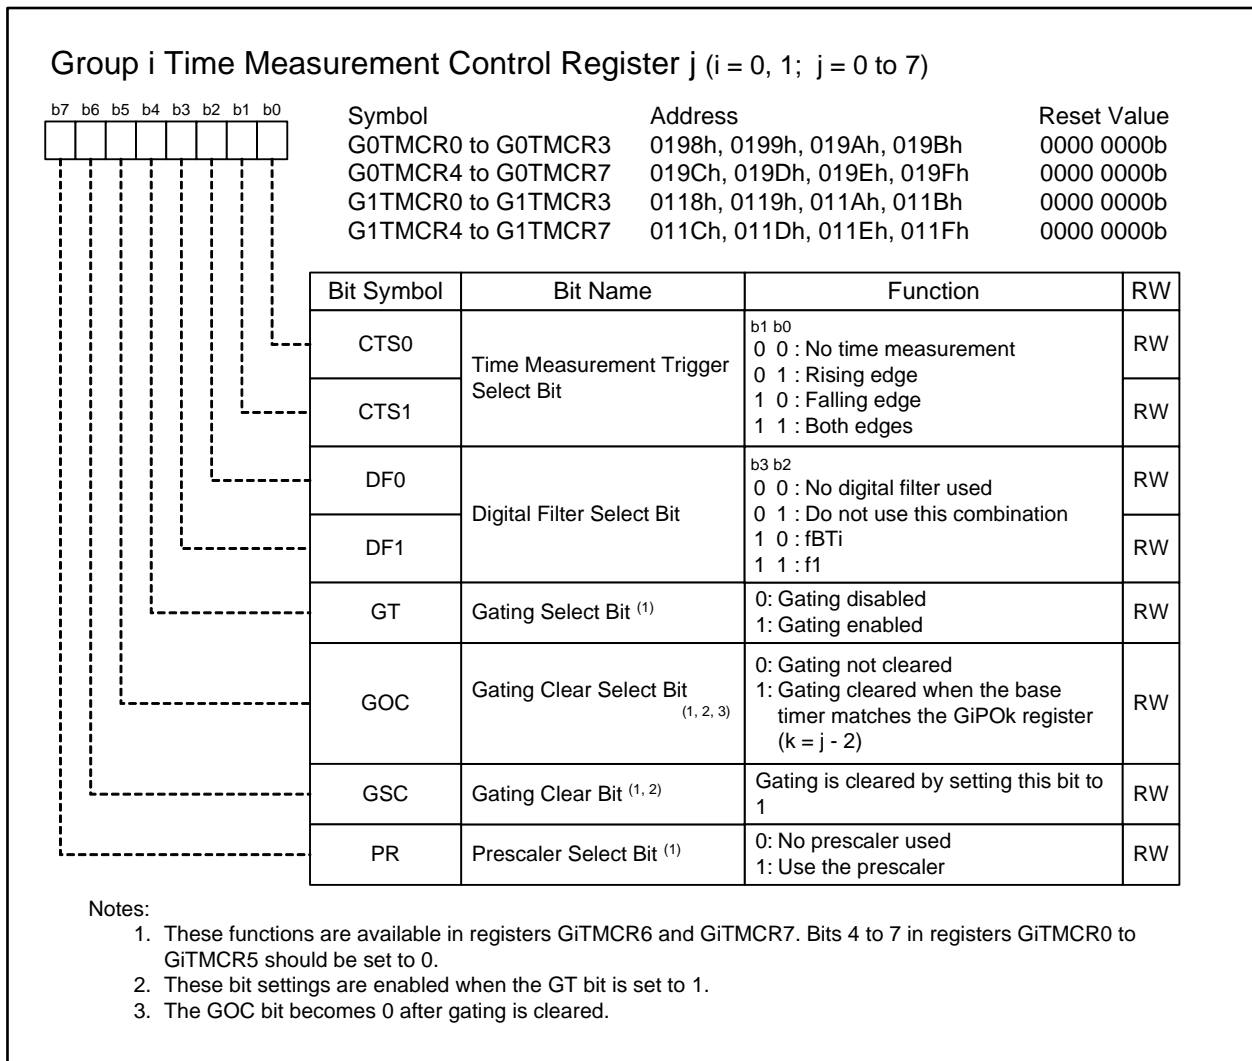 Group i Time Measurement Control Register j (i = 0, 1; j = 0 to 7)
b7 b6 b5 b4 b3 b2 b1 b0
Symbol Address Reset Value
G0TMCR0 to G0TMCR3 0198h, 0199h, 019Ah, 019Bh 0000 0000b
G0TMCR4 to G0TMCR7 019Ch, 019Dh, 019Eh, 019Fh 0000 0000b
G1TMCR0 to G1TMCR3 0118h, 0119h, 011Ah, 011Bh 0000 0000b
G1TMCR4 to G1TMCR7 011Ch, 011Dh, 011Eh, 011Fh 0000 0000b
Bit Symbol Bit Name Function RW
CTS0
CTS1
Time Measurement Trigger
Select Bit
b1 b0
0 0 : No time measurement
0 1 : Rising edge
1 0 : Falling edge
1 1 : Both edges
RW
RW
DF0
DF1
Digital Filter Select Bit
b3 b2
0 0 : No digital filter used
0 1 : Do not use this combination
1 0 : fBTi
1 1 : f1
RW
RW
GT
Gating Select Bit (1)
0: Gating disabled
1: Gating enabled
RW
GOC
Gating Clear Select Bit
(1, 2, 3)
0: Gating not cleared
1: Gating cleared when the base
timer matches the GiPOk register
(k = j - 2)
RW
GSC
Gating Clear Bit (1, 2)
Gating is cleared by setting this bit to
1
RW
PR
Prescaler Select Bit (1)
0: No prescaler used
1: Use the prescaler
RW
Notes:
1. These functions are available in registers GiTMCR6 and GiTMCR7. Bits 4 to 7 in registers GiTMCR0 to
GiTMCR5 should be set to 0.
2. These bit settings are enabled when the GT bit is set to 1.
3. The GOC bit becomes 0 after gating is cleared.